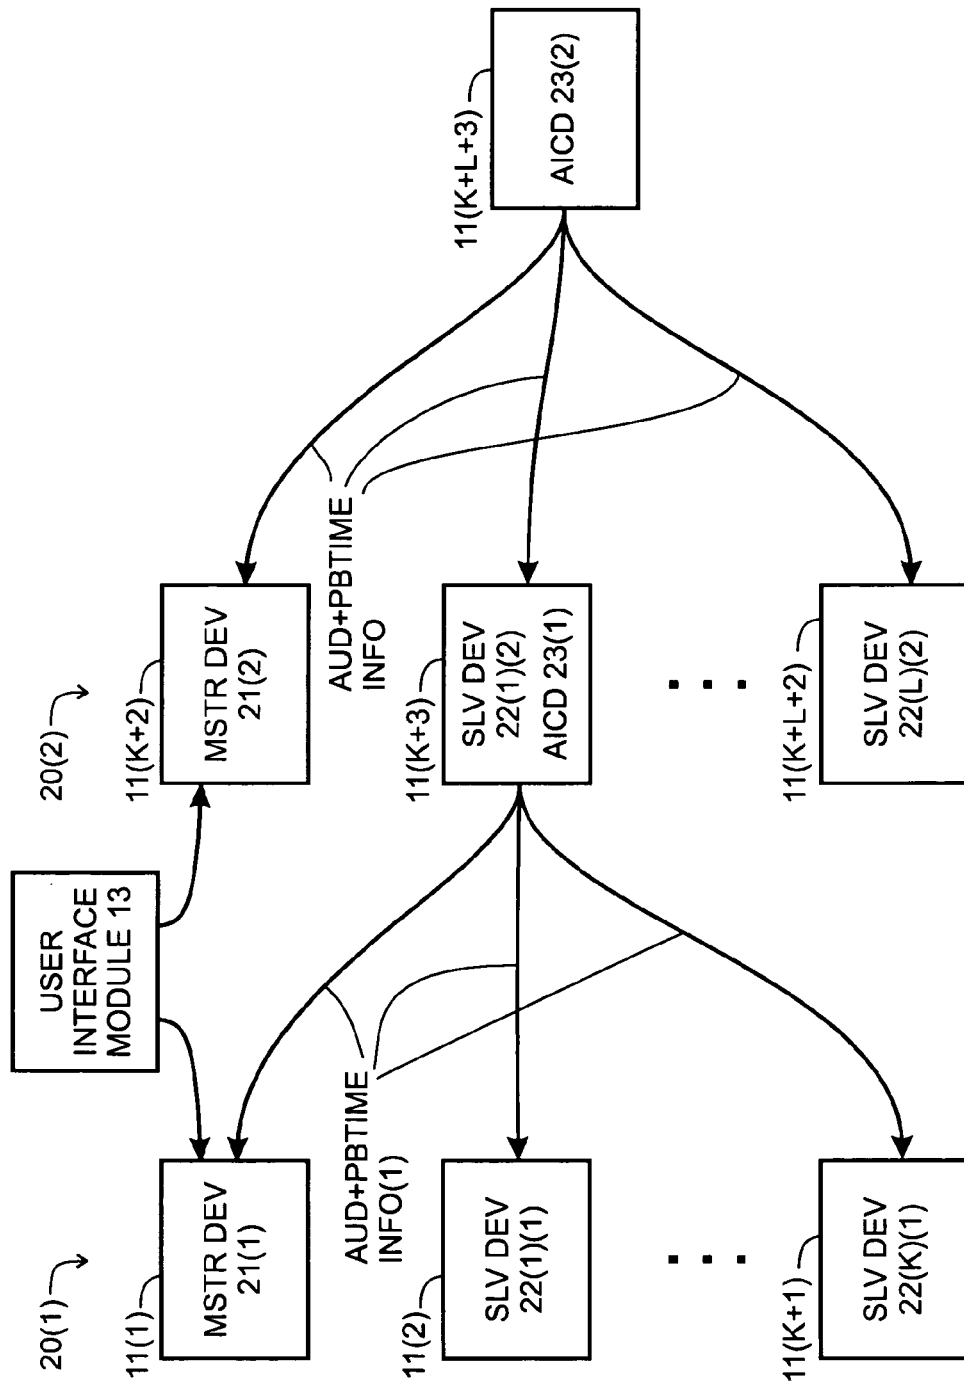 20(1)
11(1)
MSTR DEV
21(1)
AUD+PBTIME
INFO(1)
11(2)
SLV DEV
22(1)(1)
11(K+1)
SLV DEV
22(K)(1)
USER
INTERFACE
MODULE 13
20(2)
11(K+2)
MSTR DEV
21(2)
AUD+PBTIME
INFO
11(K+3)
SLV DEV
22(1)(2)
AICD 23(1)
11(K+L+2)
SLV DEV
22(L)(2)
11(K+L+3)
AICD 23(2)